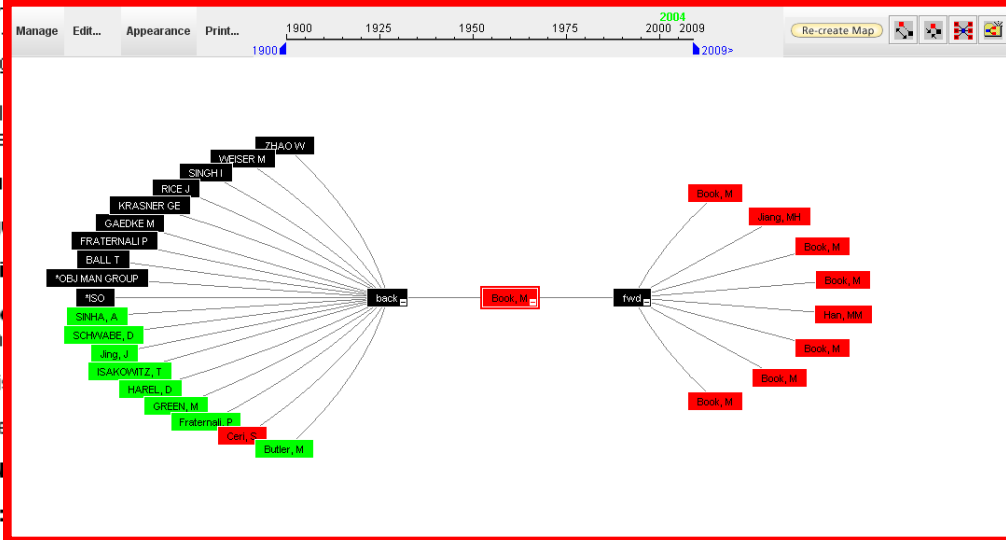 2004
Manage Edit... Appearance Print... 1900 1925 1950 1975 2000 2009 Re-create Map
1900 2009>
ZHAO W
WEISER M
SINGH I
RICE J
KRASNER GE
GAEDKE M
FRATERNALI P
BALL T
*OBJ MAN GROUP
*ISO
SINHA, A
SCHWABE, D
Jing, J
ISAKOWITZ, T
HAREL, D
GREEN, M
Fraternali, P
Ceri, S
Butler, M
back
Book, M
fwd
Book, M
Jiang, MH
Book, M
Book, M
Han, MM
Book, M
Book, M
Book, M